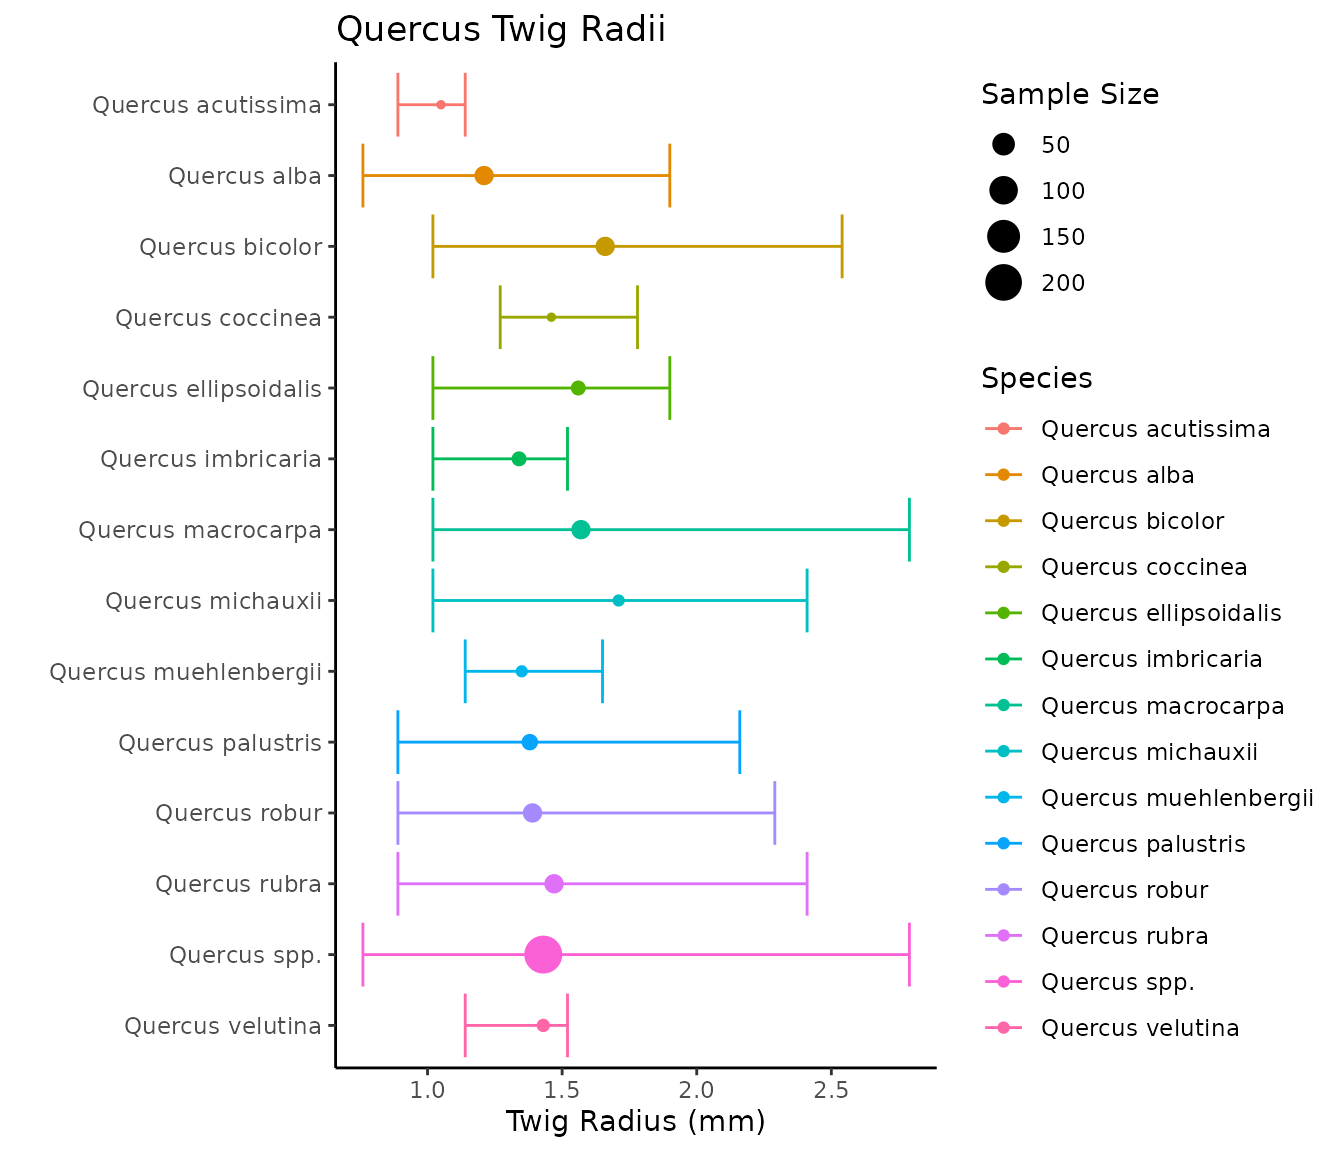 Quercus Twig Radii
Quercus acutissima
Quercus alba
Quercus bicolor
Quercus coccinea
Quercus ellipsoidalis
Quercus imbricaria
Quercus macrocarpa
Quercus michauxii
Quercus muehlenbergii
Quercus palustris
Quercus robur
Quercus rubra
Quercus spp.
Quercus velutina
1.0 1.5 2.0 2.5
Twig Radius (mm)
Sample Size
50
100
150
200
Species
Quercus acutissima
Quercus alba
Quercus bicolor
Quercus coccinea
Quercus ellipsoidalis
Quercus imbricaria
Quercus macrocarpa
Quercus michauxii
Quercus muehlenbergii
Quercus palustris
Quercus robur
Quercus rubra
Quercus spp.
Quercus velutina